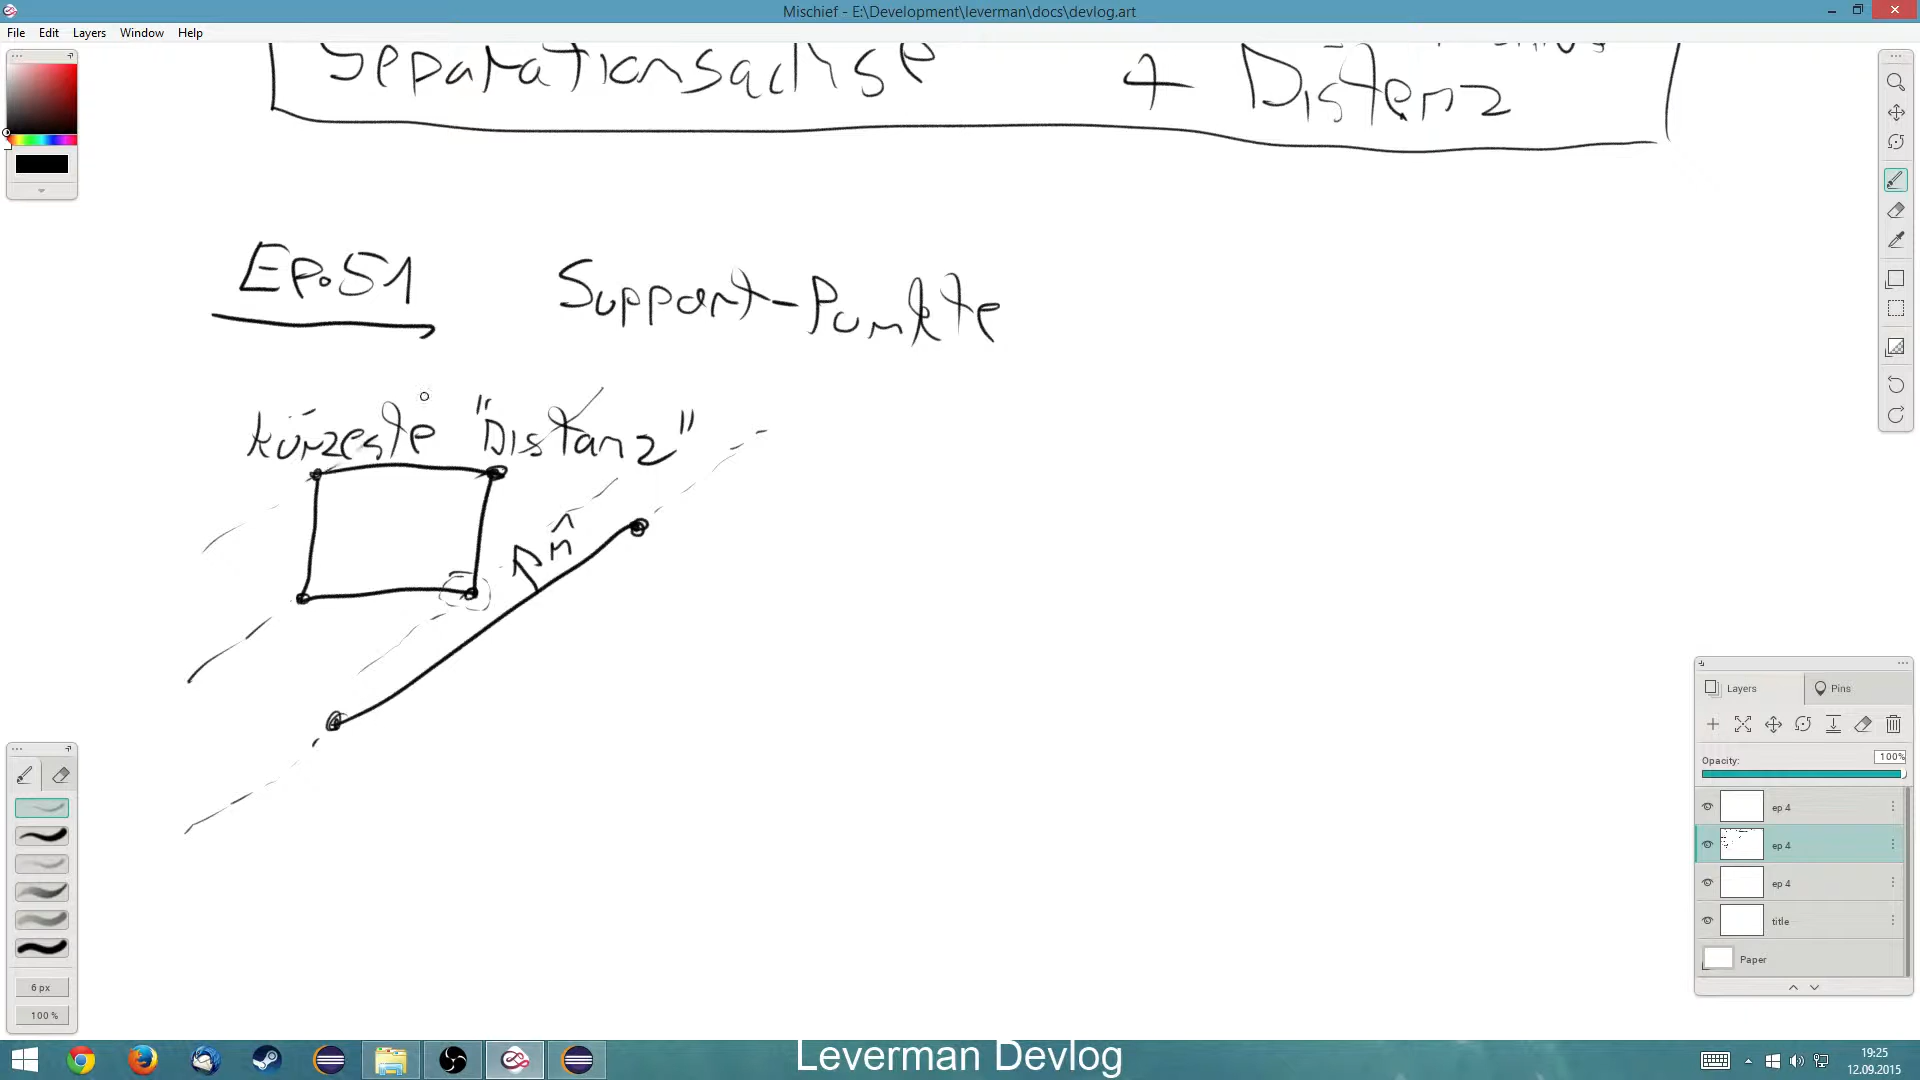 Mischief - E:\Development\leverman\docs\devlog.art
File Edit Layers Window Help
Separationsachse + Distanz
Ep.51 Support-Punkte
kürzeste "Distanz"
n̂
Layers Pins
Opacity: 100%
ep 4
ep 4
ep 4
title
Paper
6 px
100 %
Leverman Devlog
19:25
12.09.2015